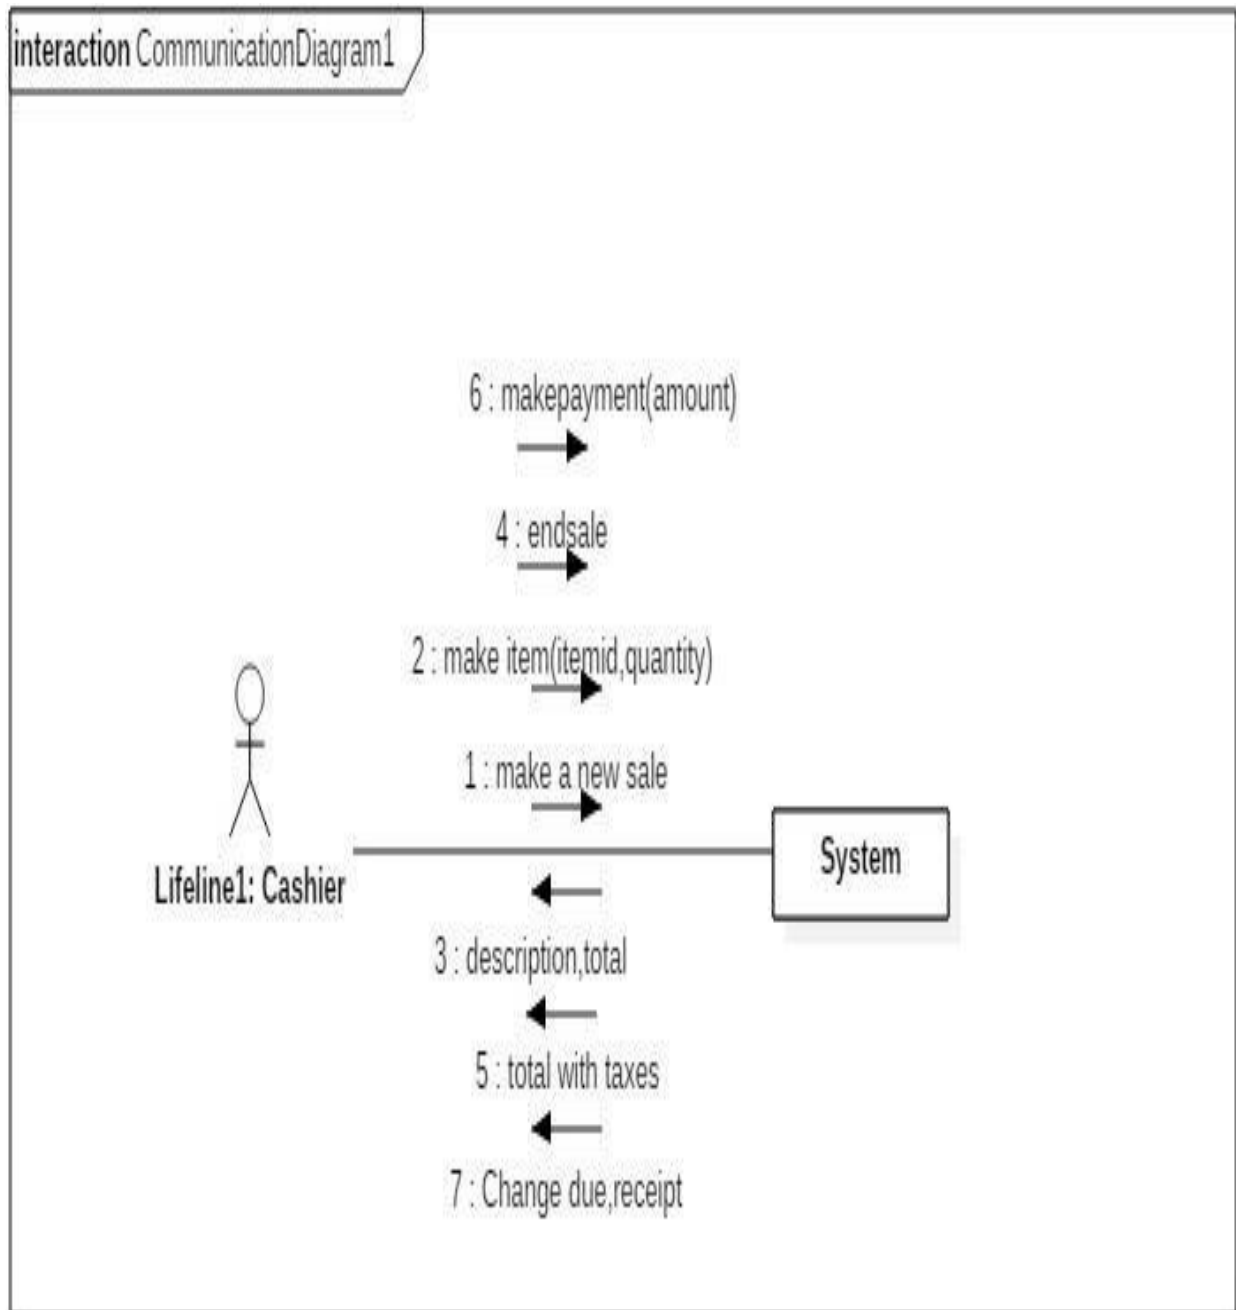 interaction CommunicationDiagram1
6 : makepayment(amount)
4 : endsale
2 : make item(itemid,quantity)
1 : make a new sale
System
Lifeline1: Cashier
3 : description,total
5 : total with taxes
7 : Change due,receipt